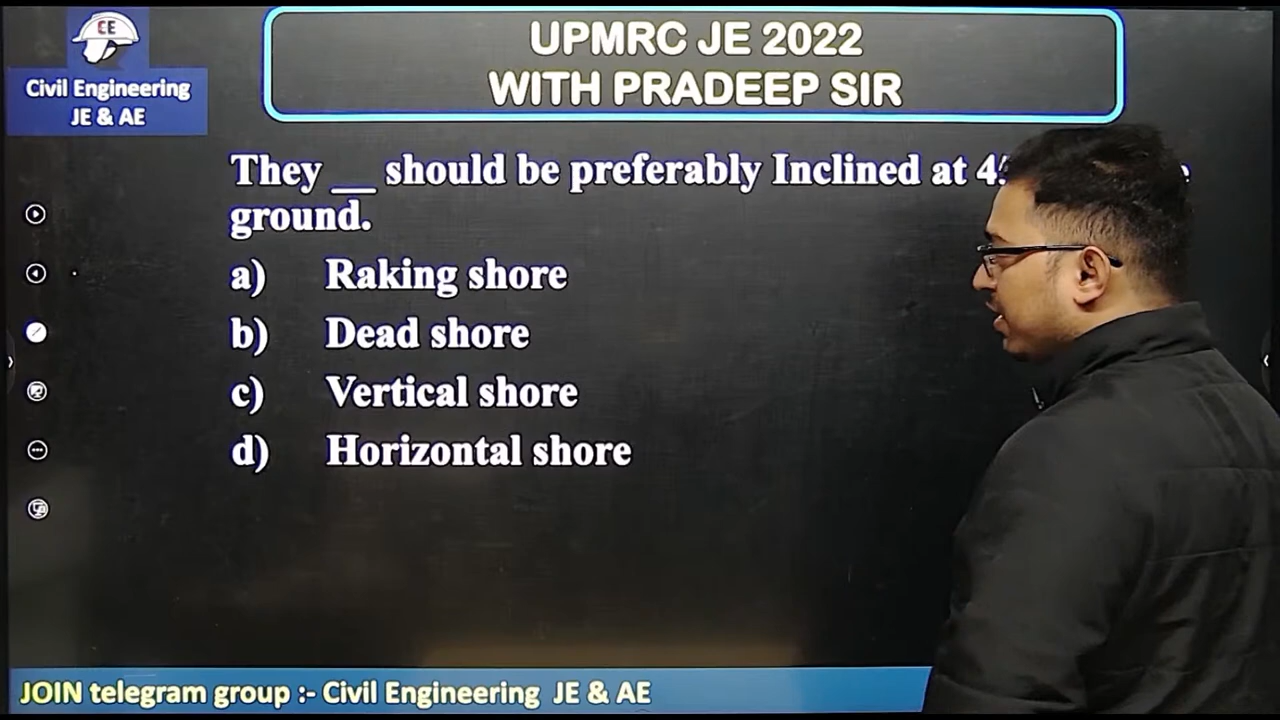 CE
Civil Engineering
JE & AE
UPMRC JE 2022
WITH PRADEEP SIR
They __ should be preferably Inclined at
ground.
a) Raking shore
b) Dead shore
c) Vertical shore
d) Horizontal shore
JOIN telegram group :- Civil Engineering JE & AE